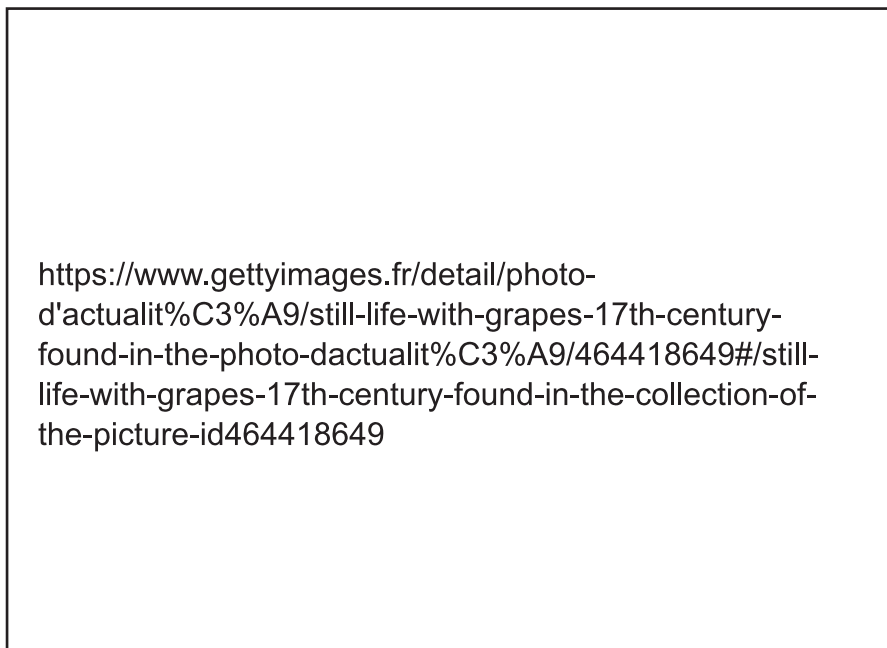 https://www.gettyimages.fr/detail/photo-
d'actualit%C3%A9/still-life-with-grapes-17th-century-
found-in-the-photo-dactualit%C3%A9/464418649#/still-
life-with-grapes-17th-century-found-in-the-collection-of-
the-picture-id464418649